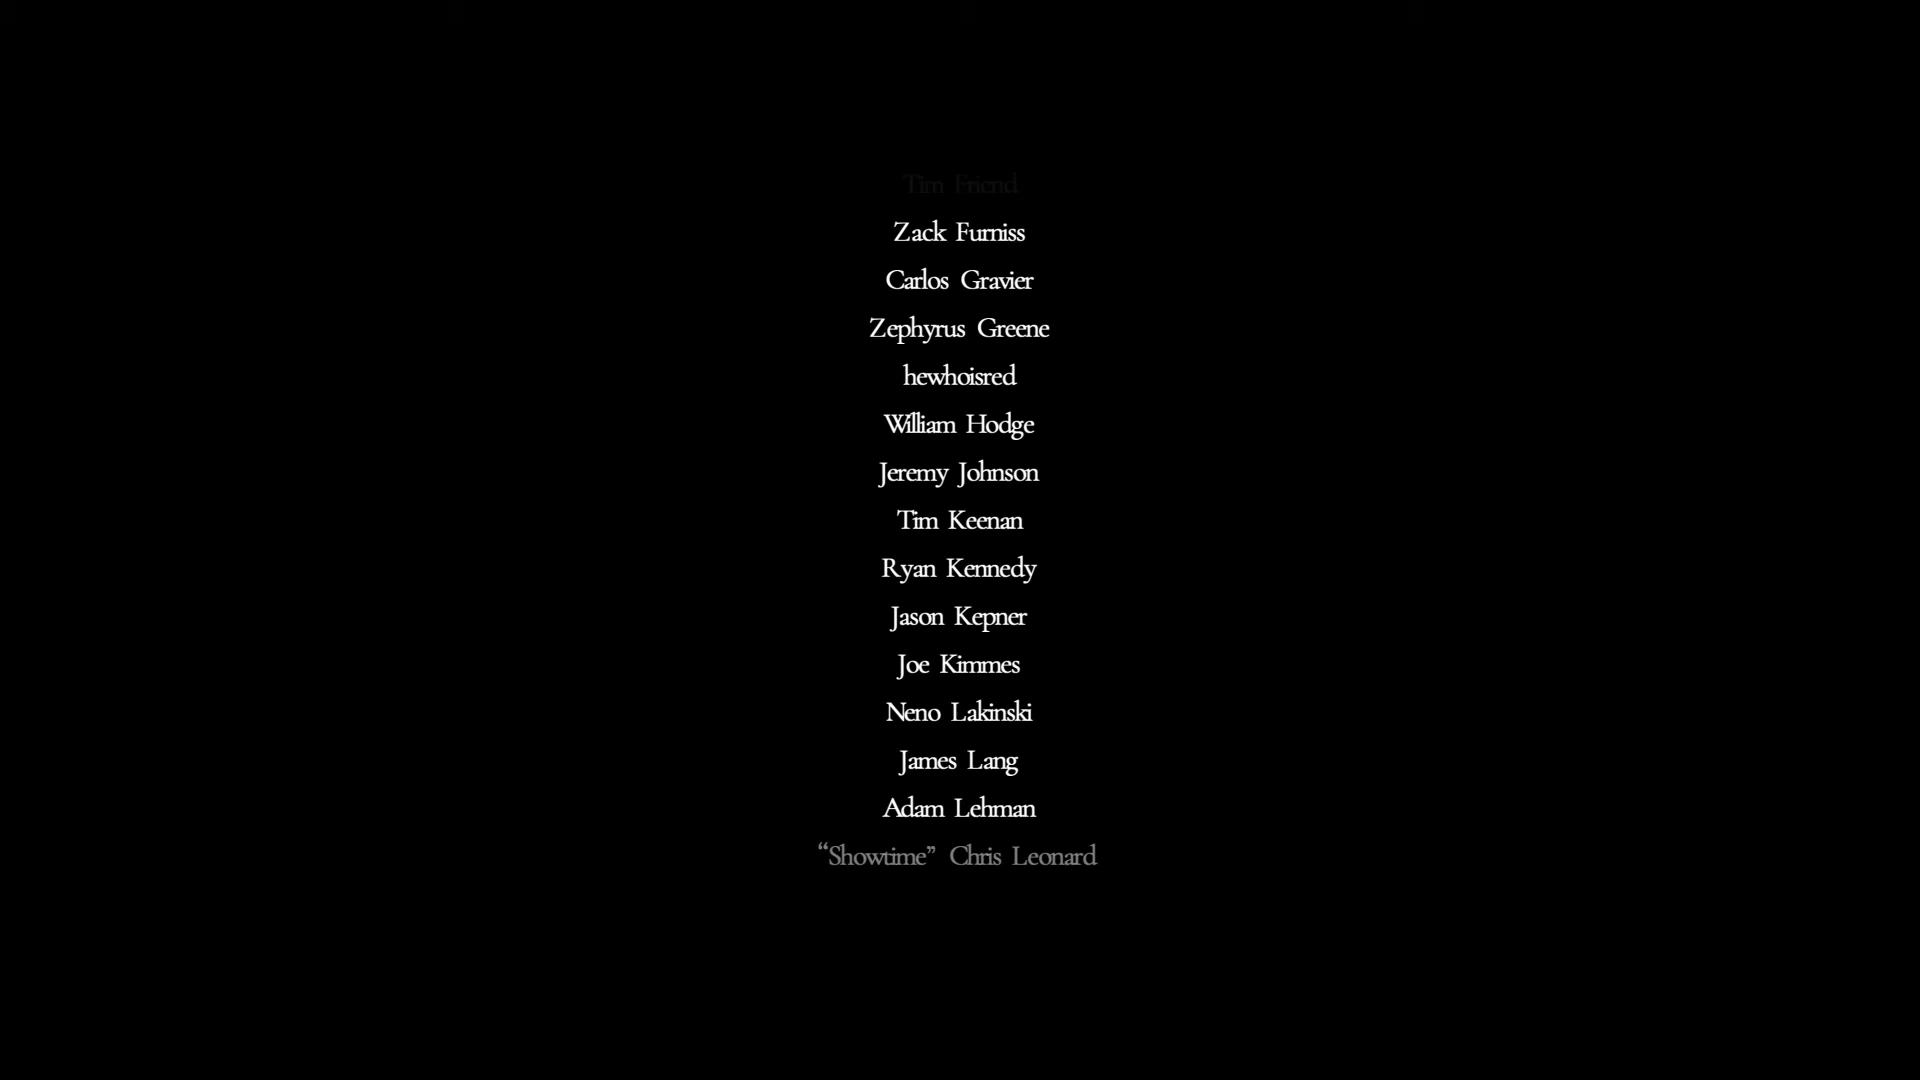 Tim Friend
Zack Furniss
Carlos Gravier
Zephyrus Greene
hewhoisred
William Hodge
Jeremy Johnson
Tim Keenan
Ryan Kennedy
Jason Kepner
Joe Kimmes
Neno Lakinski
James Lang
Adam Lehman
“Showtime” Chris Leonard